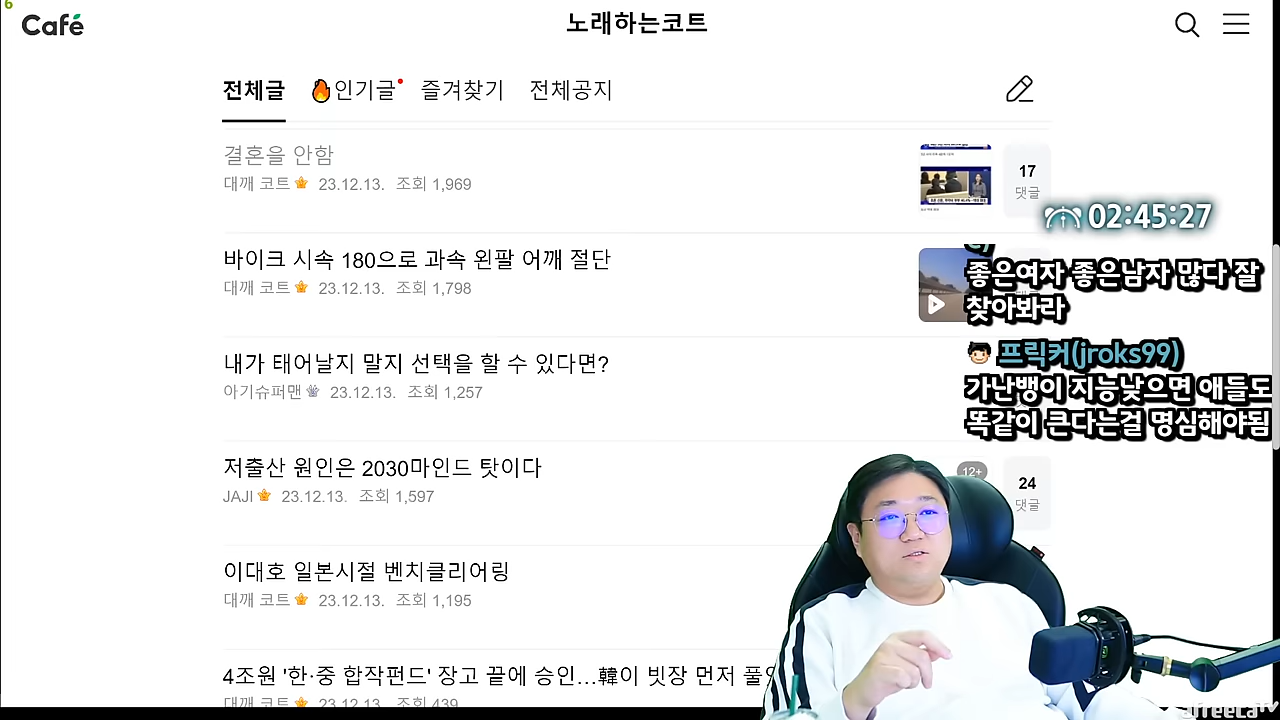 6
Café
노래하는코트
전체글
🔥인기글
즐겨찾기
전체공지
결혼을 안함
대깨 코트 23.12.13. 조회 1,969
17
댓글
02:45:27
바이크 시속 180으로 과속 왼팔 어깨 절단
대깨 코트 23.12.13. 조회 1,798
좋은여자 좋은남자 많다 잘
찾아봐라
내가 태어날지 말지 선택을 할 수 있다면?
아기슈퍼맨 23.12.13. 조회 1,257
프릭커(jroks99)
가난뱅이 지능낮으면 애들도
똑같이 큰다는걸 명심해야됨
저출산 원인은 2030마인드 탓이다
JAJI 23.12.13. 조회 1,597
12+
24
댓글
이대호 일본시절 벤치클리어링
대깨 코트 23.12.13. 조회 1,195
4조원 '한·중 합작펀드' 장고 끝에 승인...韓이 빗장 먼저
대깨 코트 23.12.13. 조회 439
afreecaTV